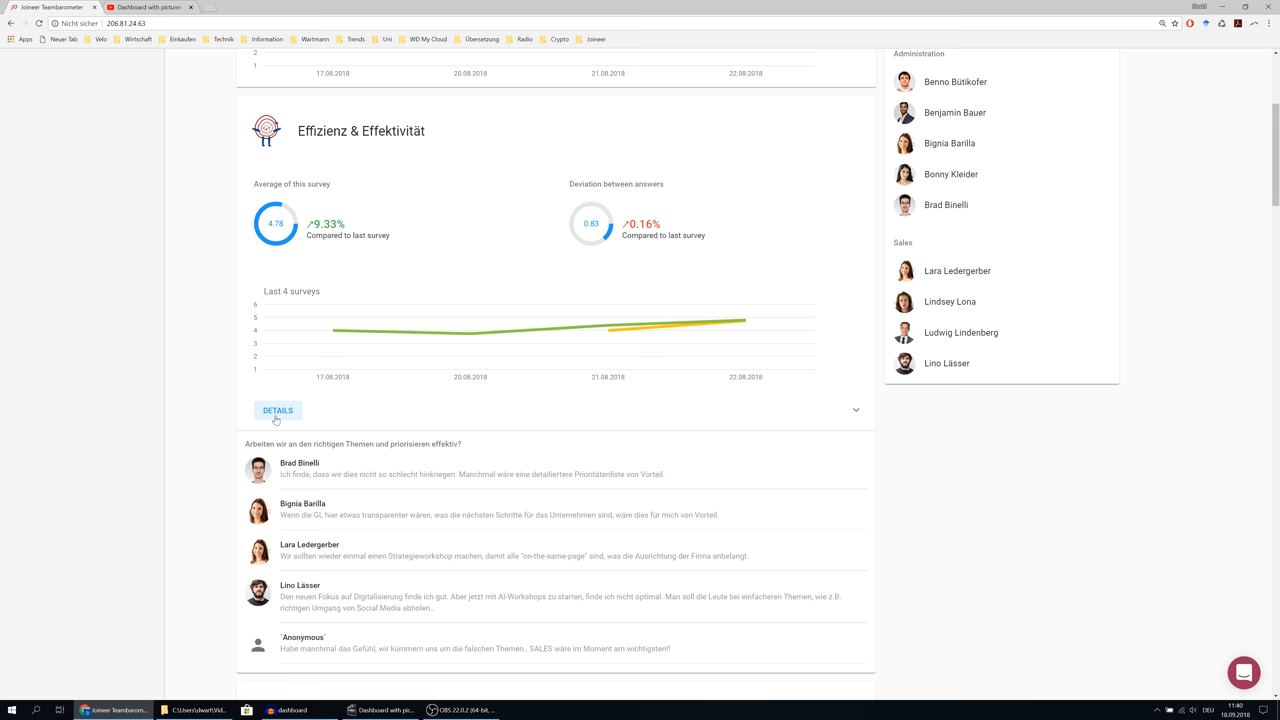 Joineer Teambarometer
Dashboard with picture
Nicht sicher
206.81.24.63
Apps
Neuer Tab
Velo
Wirtschaft
Einkaufen
Technik
Information
Wartmann
Trends
Uni
WD My Cloud
Übersetzung
Radio
Crypto
Joineer
2
1
17.08.2018
20.08.2018
21.08.2018
22.08.2018
Effizienz & Effektivität
Average of this survey
4.78
9.33%
Compared to last survey
Deviation between answers
0.83
0.16%
Compared to last survey
Last 4 surveys
6
5
4
3
2
1
17.08.2018
20.08.2018
21.08.2018
22.08.2018
DETAILS
Arbeiten wir an den richtigen Themen und priorisieren effektiv?
Brad Binelli
Ich finde, dass wir dies nicht so schlecht hinkriegen. Manchmal wäre eine detailiertere Prioritätenliste von Vorteil.
Bignia Barilla
Wenn die GL hier etwas transparenter wären, was die nächsten Schritte für das Unternehmen sind, wäre dies für mich von Vorteil.
Lara Ledergerber
Wir sollten wieder einmal einen Strategieworkshop machen, damit alle "on-the-same-page" sind, was die Ausrichtung der Firma anbelangt.
Lino Lässer
Den neuen Fokus auf Digitalisierung finde ich gut. Aber jetzt mit AI-Workshops zu starten, finde ich nicht optimal. Man soll die Leute bei einfacheren Themen, wie z.B.
richtigen Umgang von Social Media abholen..
`Anonymous`
Habe manchmal das Gefühl, wir kümmern uns um die falschen Themen.. SALES wäre im Moment am wichtigsten!!
Administration
Benno Bütikofer
Benjamin Bauer
Bignia Barilla
Bonny Kleider
Brad Binelli
Sales
Lara Ledergerber
Lindsey Lona
Ludwig Lindenberg
Lino Lässer
Joineer Teambarom...
C:\Users\dwart\Vid...
dashboard
Dashboard with pic...
OBS 22.0.2 (64-bit, ...
DEU
11:40
18.09.2018